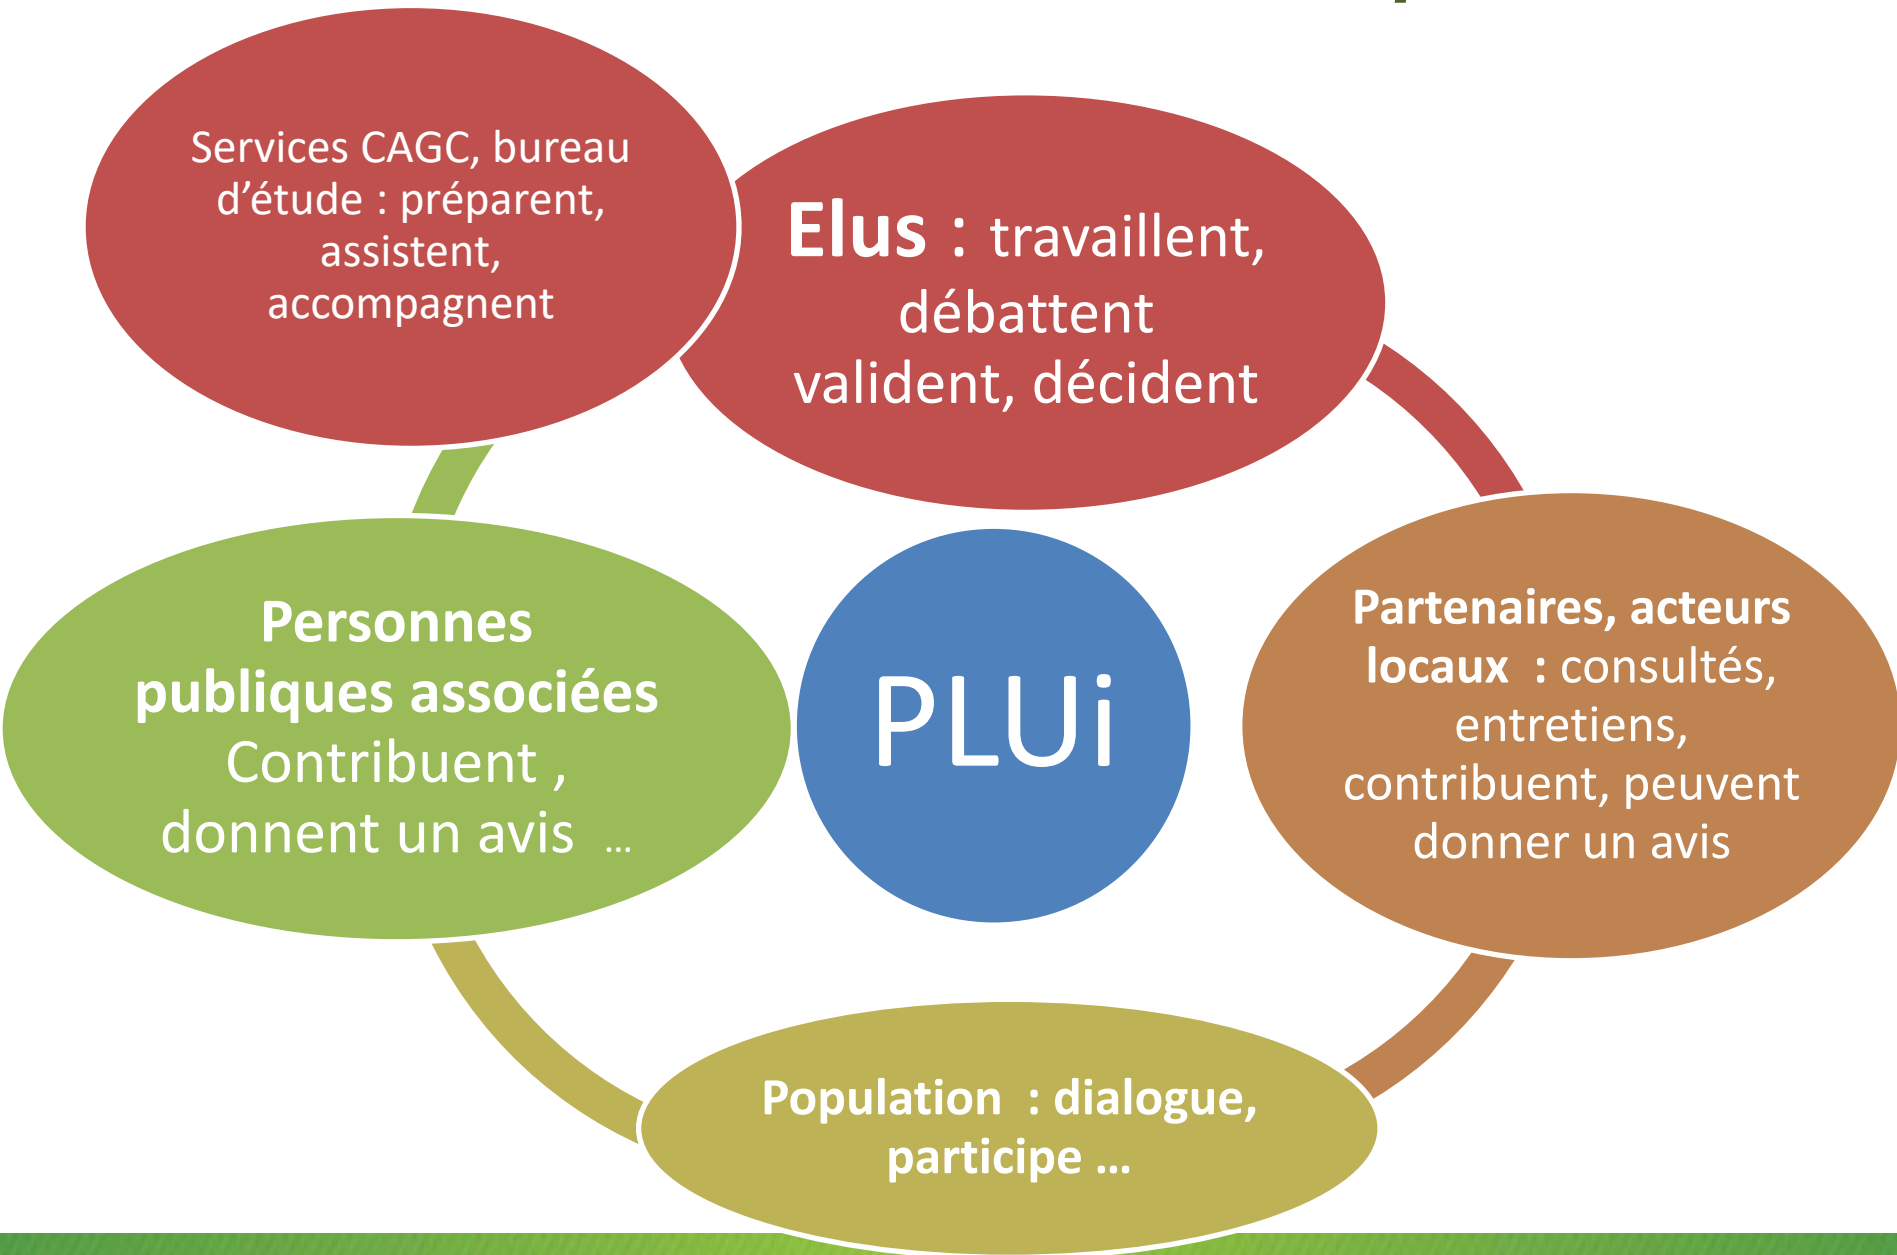 Services CAGC, bureau
d’étude : préparent,
assistent,
accompagnent
Elus : travaillent,
débattent
valident, décident
Personnes
publiques associées
Contribuent ,
donnent un avis ...
PLUi
Partenaires, acteurs
locaux : consultés,
entretiens,
contribuent, peuvent
donner un avis
Population : dialogue,
participe ...